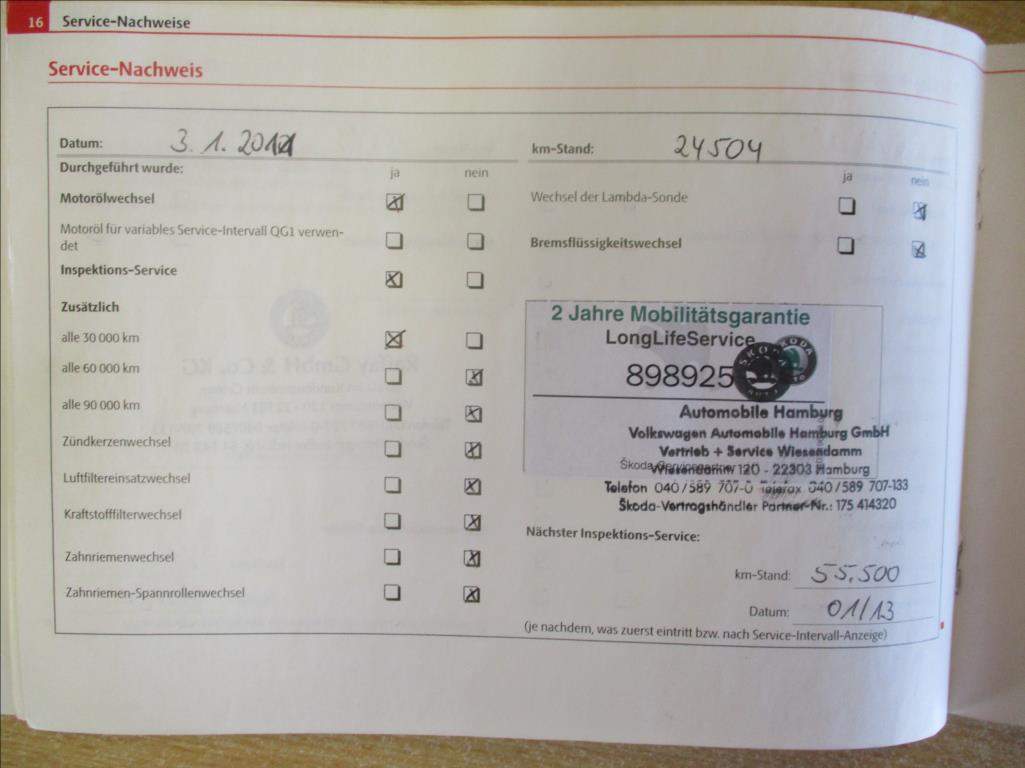 16 Service-Nachweise
Service-Nachweis
Datum: 3. 1. 2011
km-Stand: 24504
Durchgeführt wurde: ja nein
Motorölwechsel
Motoröl für variables Service-Intervall QG1 verwen-
det
Inspektions-Service
Zusätzlich
alle 30 000 km
alle 60 000 km
alle 90 000 km
Zündkerzenwechsel
Luftfiltereinsatzwechsel
Kraftstofffilterwechsel
Zahnriemenwechsel
Zahnriemen-Spannrollenwechsel
ja nein
Wechsel der Lambda-Sonde
Bremsflüssigkeitswechsel
2 Jahre Mobilitätsgarantie
LongLifeService
898925
SKODA
Automobile Hamburg
Volkswagen Automobile Hamburg GmbH
Vertrieb + Service Wiesendamm
Wiesendamm 120 - 22303 Hamburg
Telefon 040/589 707-0 Telefax 040/589 707-133
Škoda-Vertragshändler Partner-Nr.: 175 414320
Nächster Inspektions-Service:
km-Stand: 55.500
Datum: 01/13
(je nachdem, was zuerst eintritt bzw. nach Service-Intervall-Anzeige)